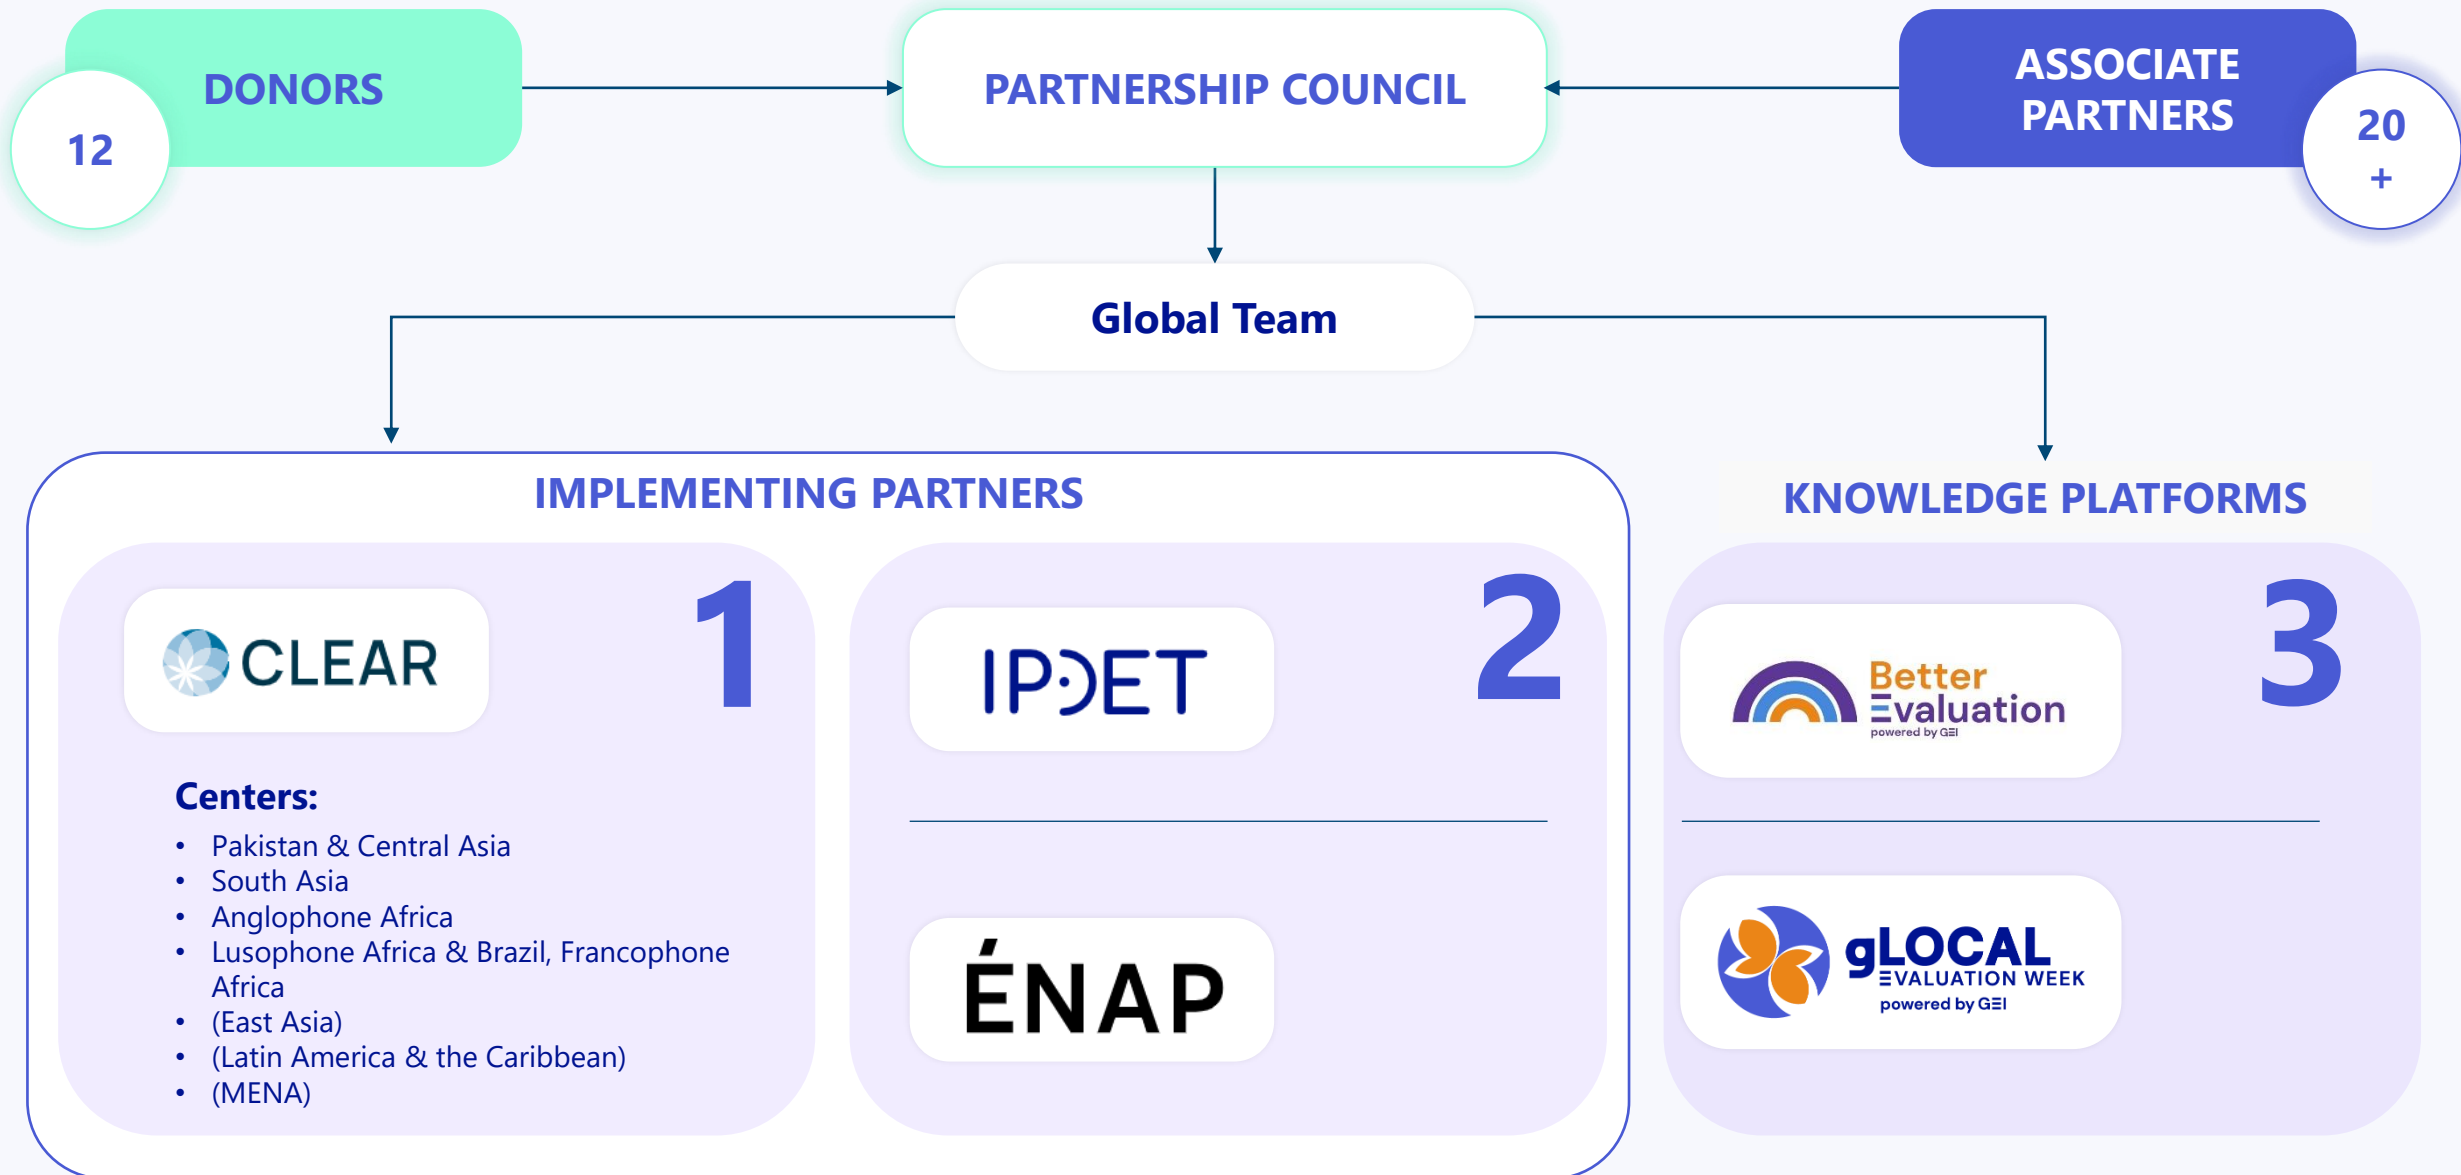 DONORS
12
PARTNERSHIP COUNCIL
ASSOCIATE
PARTNERS
20
+
Global Team
IMPLEMENTING PARTNERS
KNOWLEDGE PLATFORMS
1
CLEAR
Centers:
• Pakistan & Central Asia
• South Asia
• Anglophone Africa
• Lusophone Africa & Brazil, Francophone
Africa
• (East Asia)
• (Latin America & the Caribbean)
• (MENA)
2
IPDET
ÉNAP
3
Better
Evaluation
powered by GEI
gLOCAL
EVALUATION WEEK
powered by GEI